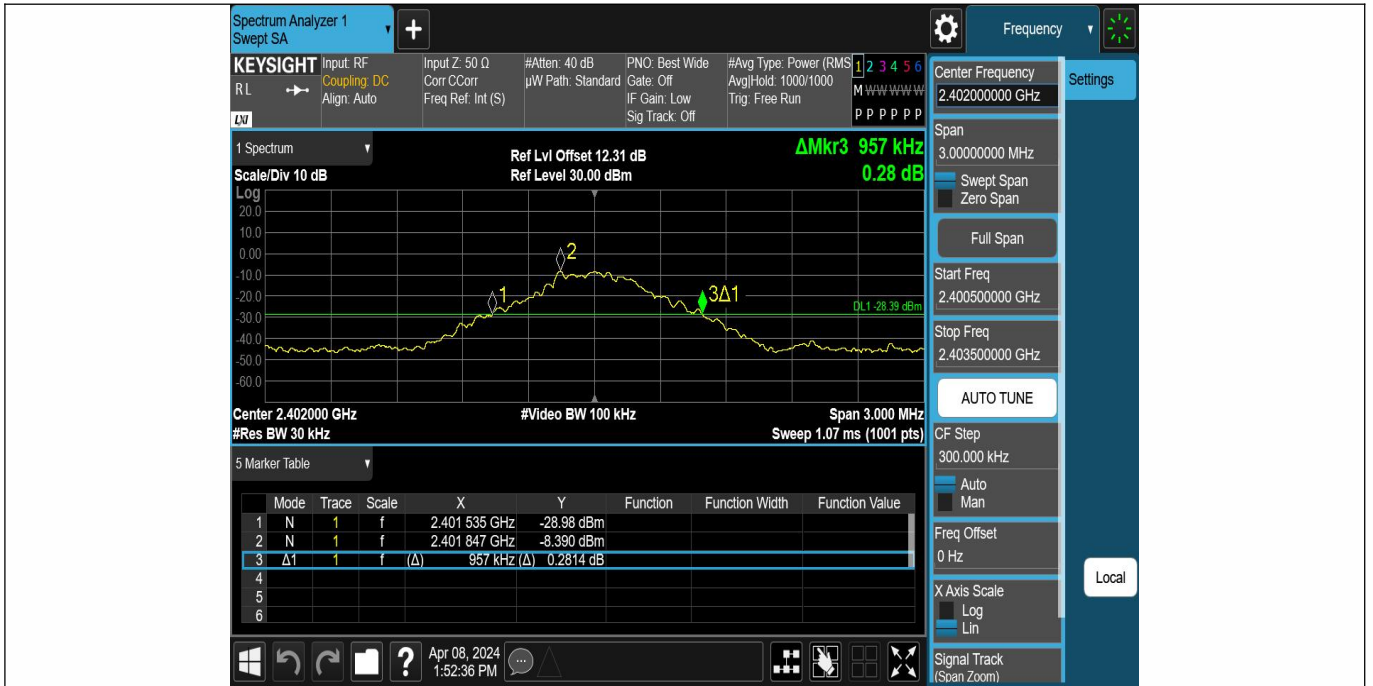 Spectrum Analyzer 1
Swept SA
+
Frequency
KEYSIGHT
RL
LXI
Input: RF
Coupling: DC
Align: Auto
Input Z: 50 Ω
Corr CCorr
Freq Ref: Int (S)
#Atten: 40 dB
µW Path: Standard
PNO: Best Wide
Gate: Off
IF Gain: Low
Sig Track: Off
#Avg Type: Power (RMS
Avg|Hold: 1000/1000
Trig: Free Run
1 2 3 4 5 6
M W W W W W
P P P P P P
1 Spectrum
Scale/Div 10 dB
Ref Lvl Offset 12.31 dB
Ref Level 30.00 dBm
ΔMkr3 957 kHz
0.28 dB
Log
20.0
10.0
0.00
-10.0
-20.0
-30.0
-40.0
-50.0
-60.0
1
2
3Δ1
DL1 -28.39 dBm
Center 2.402000 GHz
#Video BW 100 kHz
Span 3.000 MHz
#Res BW 30 kHz
Sweep 1.07 ms (1001 pts)
5 Marker Table
Mode Trace Scale X Y Function Function Width Function Value
1 N 1 f 2.401 535 GHz -28.98 dBm
2 N 1 f 2.401 847 GHz -8.390 dBm
3 Δ1 1 f (Δ) 957 kHz (Δ) 0.2814 dB
4
5
6
?
Apr 08, 2024
1:52:36 PM
Center Frequency
2.402000000 GHz
Settings
Span
3.00000000 MHz
Swept Span
Zero Span
Full Span
Start Freq
2.400500000 GHz
Stop Freq
2.403500000 GHz
AUTO TUNE
CF Step
300.000 kHz
Auto
Man
Freq Offset
0 Hz
X Axis Scale
Log
Lin
Signal Track
(Span Zoom)
Local